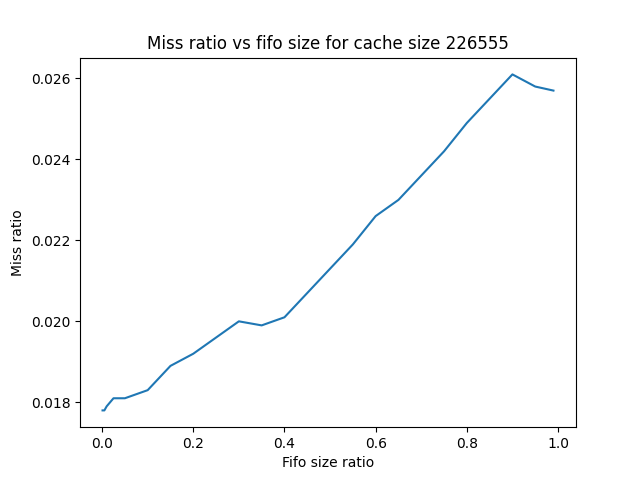 Miss ratio vs fifo size for cache size 226555
0.026
0.024
0.022
0.020
0.018
Miss ratio
0.0 0.2 0.4 0.6 0.8 1.0
Fifo size ratio